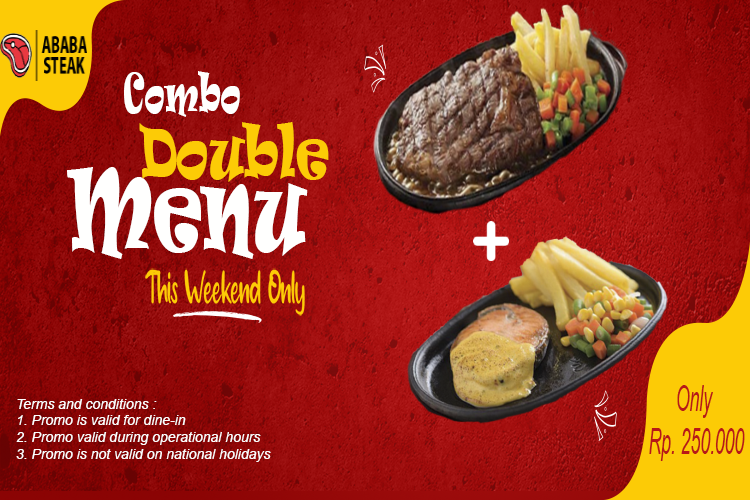 ABABA
STEAK
Combo
Double
Menu
This Weekend Only
Terms and conditions :
1. Promo is valid for dine-in
2. Promo valid during operational hours
3. Promo is not valid on national holidays
Only
Rp. 250.000